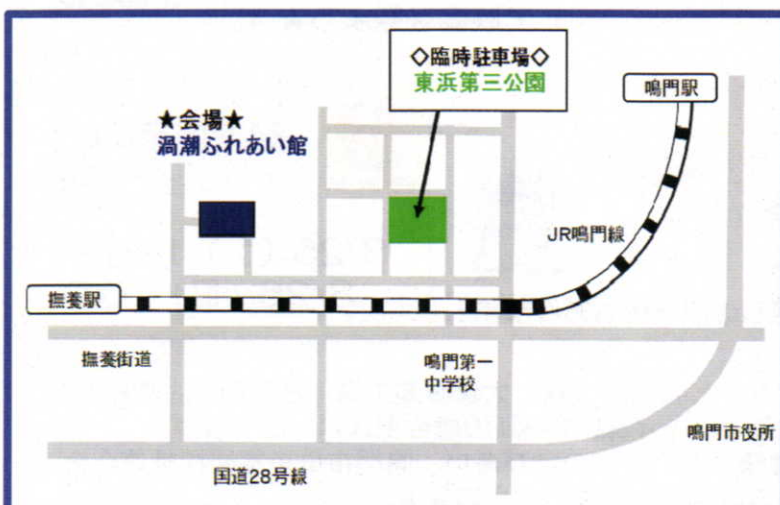 ◇臨時駐車場◇
東浜第三公園
鳴門駅
★会場★
渦潮ふれあい館
JR鳴門線
撫養駅
撫養街道
鳴門第一
中学校
鳴門市役所
国道28号線